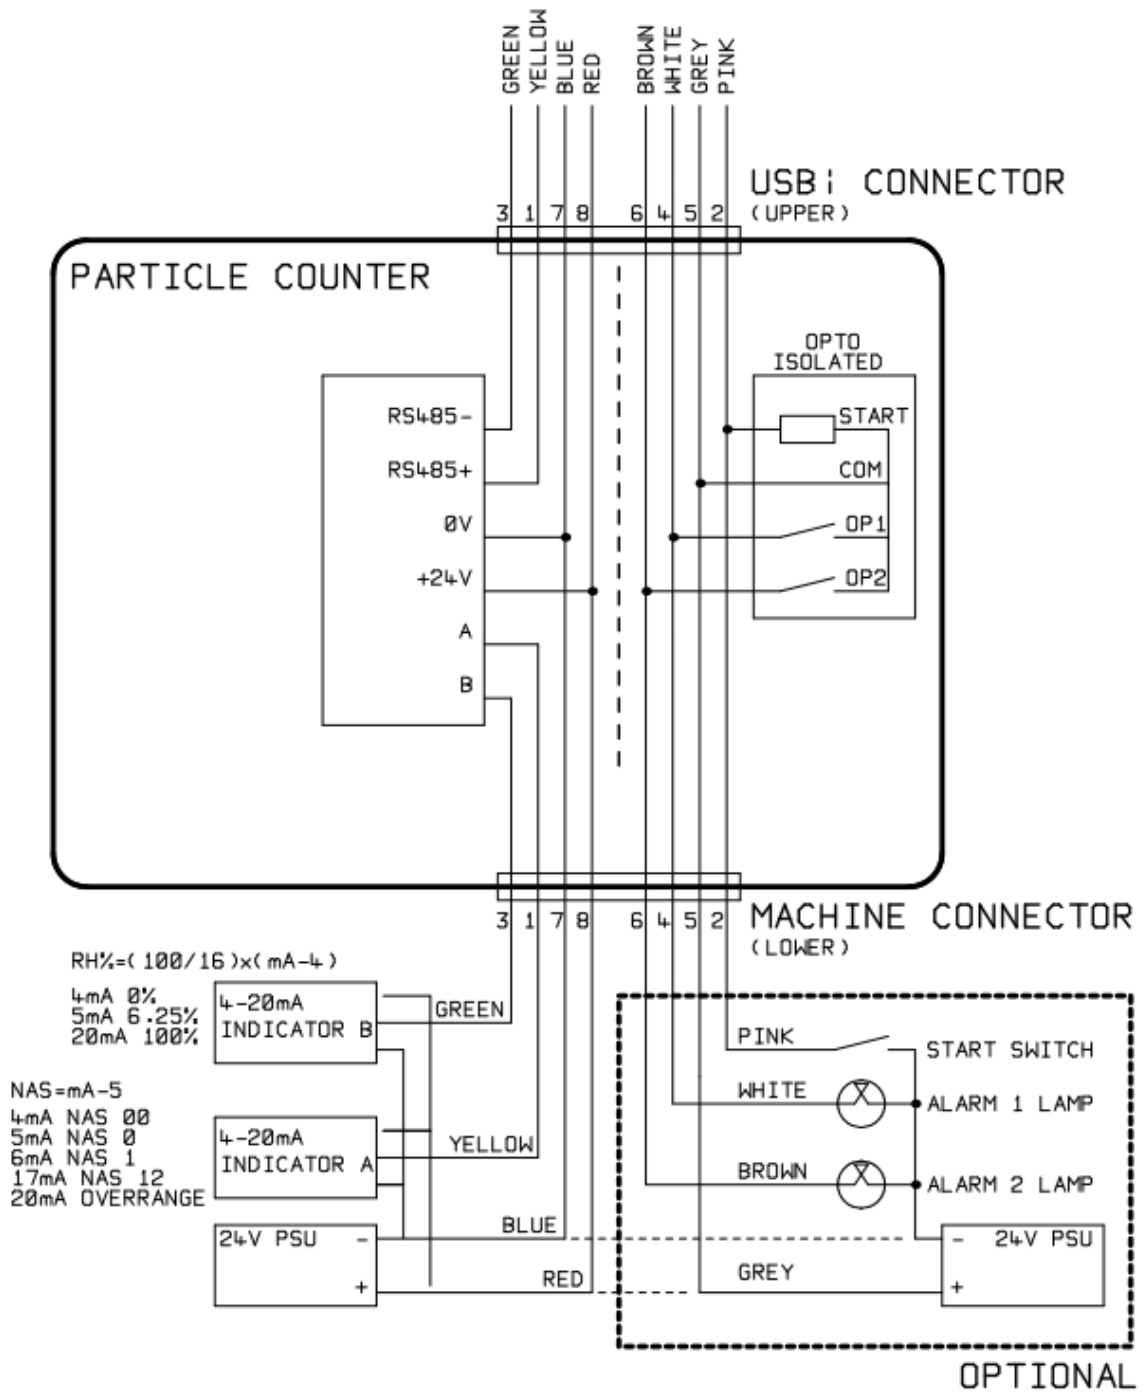 GREEN YELLOW BLUE RED BROWN WHITE GREY PINK
USBi CONNECTOR
(UPPER)
3 1 7 8 6 4 5 2
PARTICLE COUNTER
OPTO
ISOLATED
RS485-
START
RS485+
COM
0V
OP1
+24V
OP2
A
B
3 1 7 8 6 4 5 2
MACHINE CONNECTOR
(LOWER)
RH%=(100/16)x(mA-4)
4mA 0%
5mA 6.25%
20mA 100%
4-20mA
INDICATOR B
GREEN
PINK
START SWITCH
NAS=mA-5
4mA NAS 00
5mA NAS 0
6mA NAS 1
17mA NAS 12
20mA OVERRANGE
4-20mA
INDICATOR A
YELLOW
WHITE
ALARM 1 LAMP
BROWN
ALARM 2 LAMP
24V PSU -
+
BLUE
RED
GREY
- 24V PSU
+
OPTIONAL